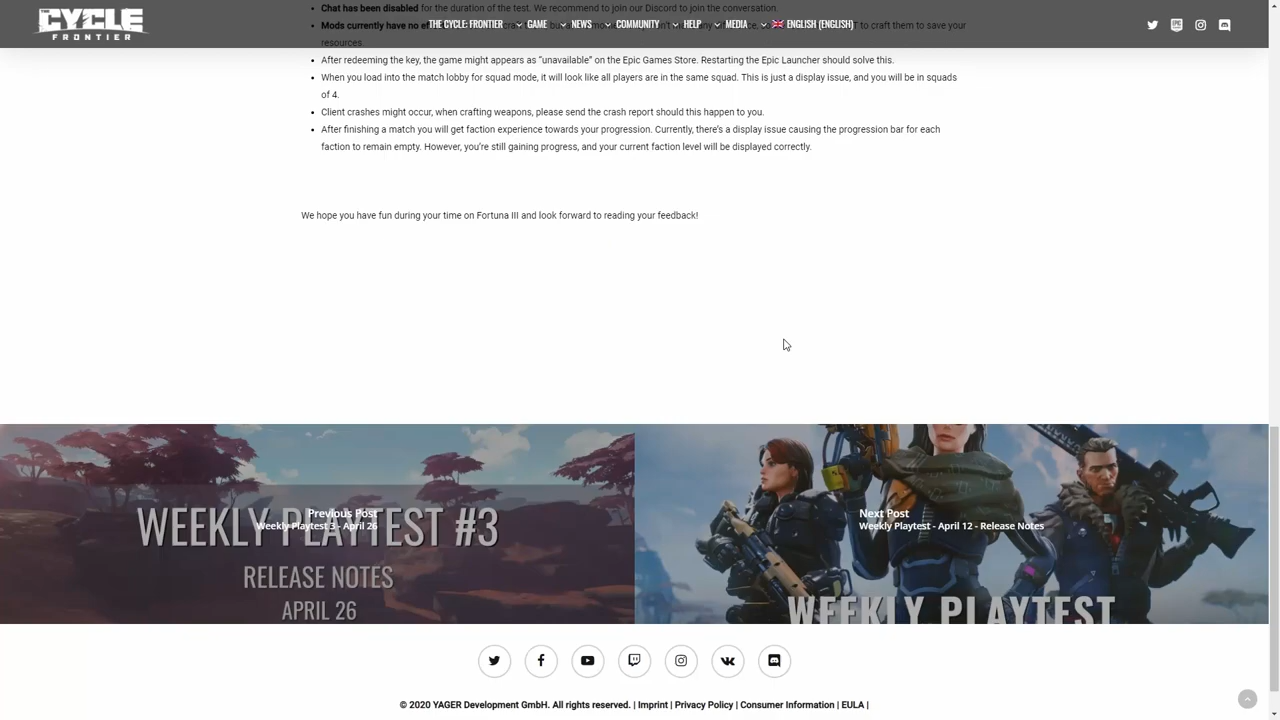 THE CYCLE FRONTIER
THE CYCLE: FRONTIER GAME NEWS COMMUNITY HELP MEDIA ENGLISH (ENGLISH)
Chat has been disabled for the duration of the test. We recommend to join our Discord to join the conversation.
Mods currently have no ef
T to craft them to save your
resources.
After redeeming the key, the game might appears as “unavailable” on the Epic Games Store. Restarting the Epic Launcher should solve this.
When you load into the match lobby for squad mode, it will look like all players are in the same squad. This is just a display issue, and you will be in squads
of 4.
Client crashes might occur, when crafting weapons, please send the crash report should this happen to you.
After finishing a match you will get faction experience towards your progression. Currently, there’s a display issue causing the progression bar for each
faction to remain empty. However, you’re still gaining progress, and your current faction level will be displayed correctly.
We hope you have fun during your time on Fortuna III and look forward to reading your feedback!
WEEKLY PLAYTEST #3
Previous Post
Weekly Playtest 3 - April 26
RELEASE NOTES
APRIL 26
Next Post
Weekly Playtest - April 12 - Release Notes
WEEKLY PLAYTEST
© 2020 YAGER Development GmbH. All rights reserved. | Imprint | Privacy Policy | Consumer Information | EULA |